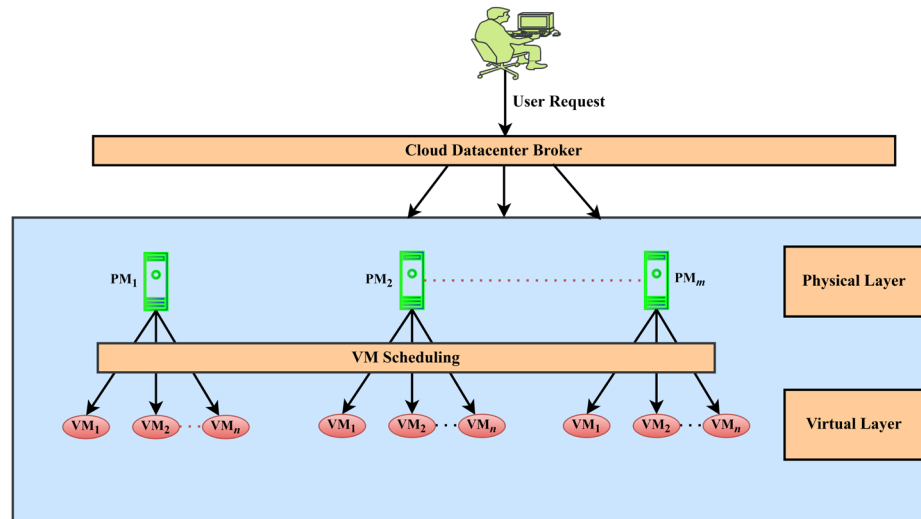 User Request
Cloud Datacenter Broker
PM₁
PM₂
PMₘ
Physical Layer
VM Scheduling
VM₁ VM₂ VMₙ VM₁ VM₂ VMₙ VM₁ VM₂ VMₙ
Virtual Layer